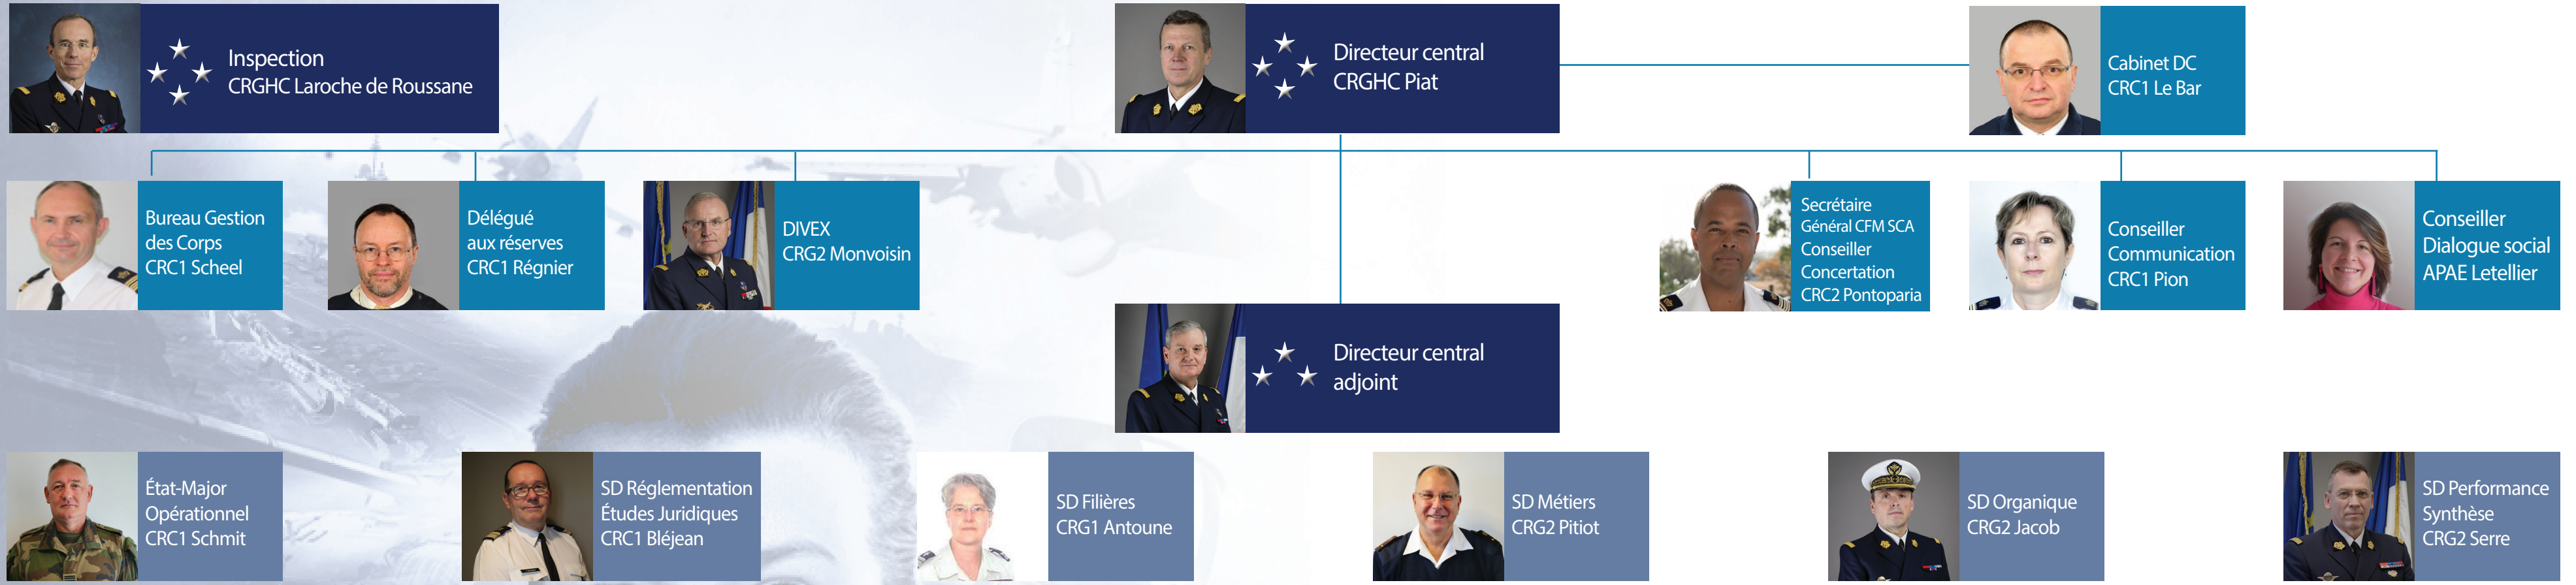 Inspection
CRGHC Laroche de Roussane
Directeur central
CRGHC Piat
Cabinet DC
CRC1 Le Bar
Bureau Gestion
des Corps
CRC1 Scheel
Délégué
aux réserves
CRC1 Régnier
DIVEX
CRG2 Monvoisin
Secrétaire
Général CFM SCA
Conseiller
Concertation
CRC2 Pontoparia
Conseiller
Communication
CRC1 Pion
Conseiller
Dialogue social
APAE Letellier
Directeur central
adjoint
État-Major
Opérationnel
CRC1 Schmit
SD Réglementation
Études Juridiques
CRC1 Bléjean
SD Filières
CRG1 Antoune
SD Métiers
CRG2 Pitiot
SD Organique
CRG2 Jacob
SD Performance
Synthèse
CRG2 Serre